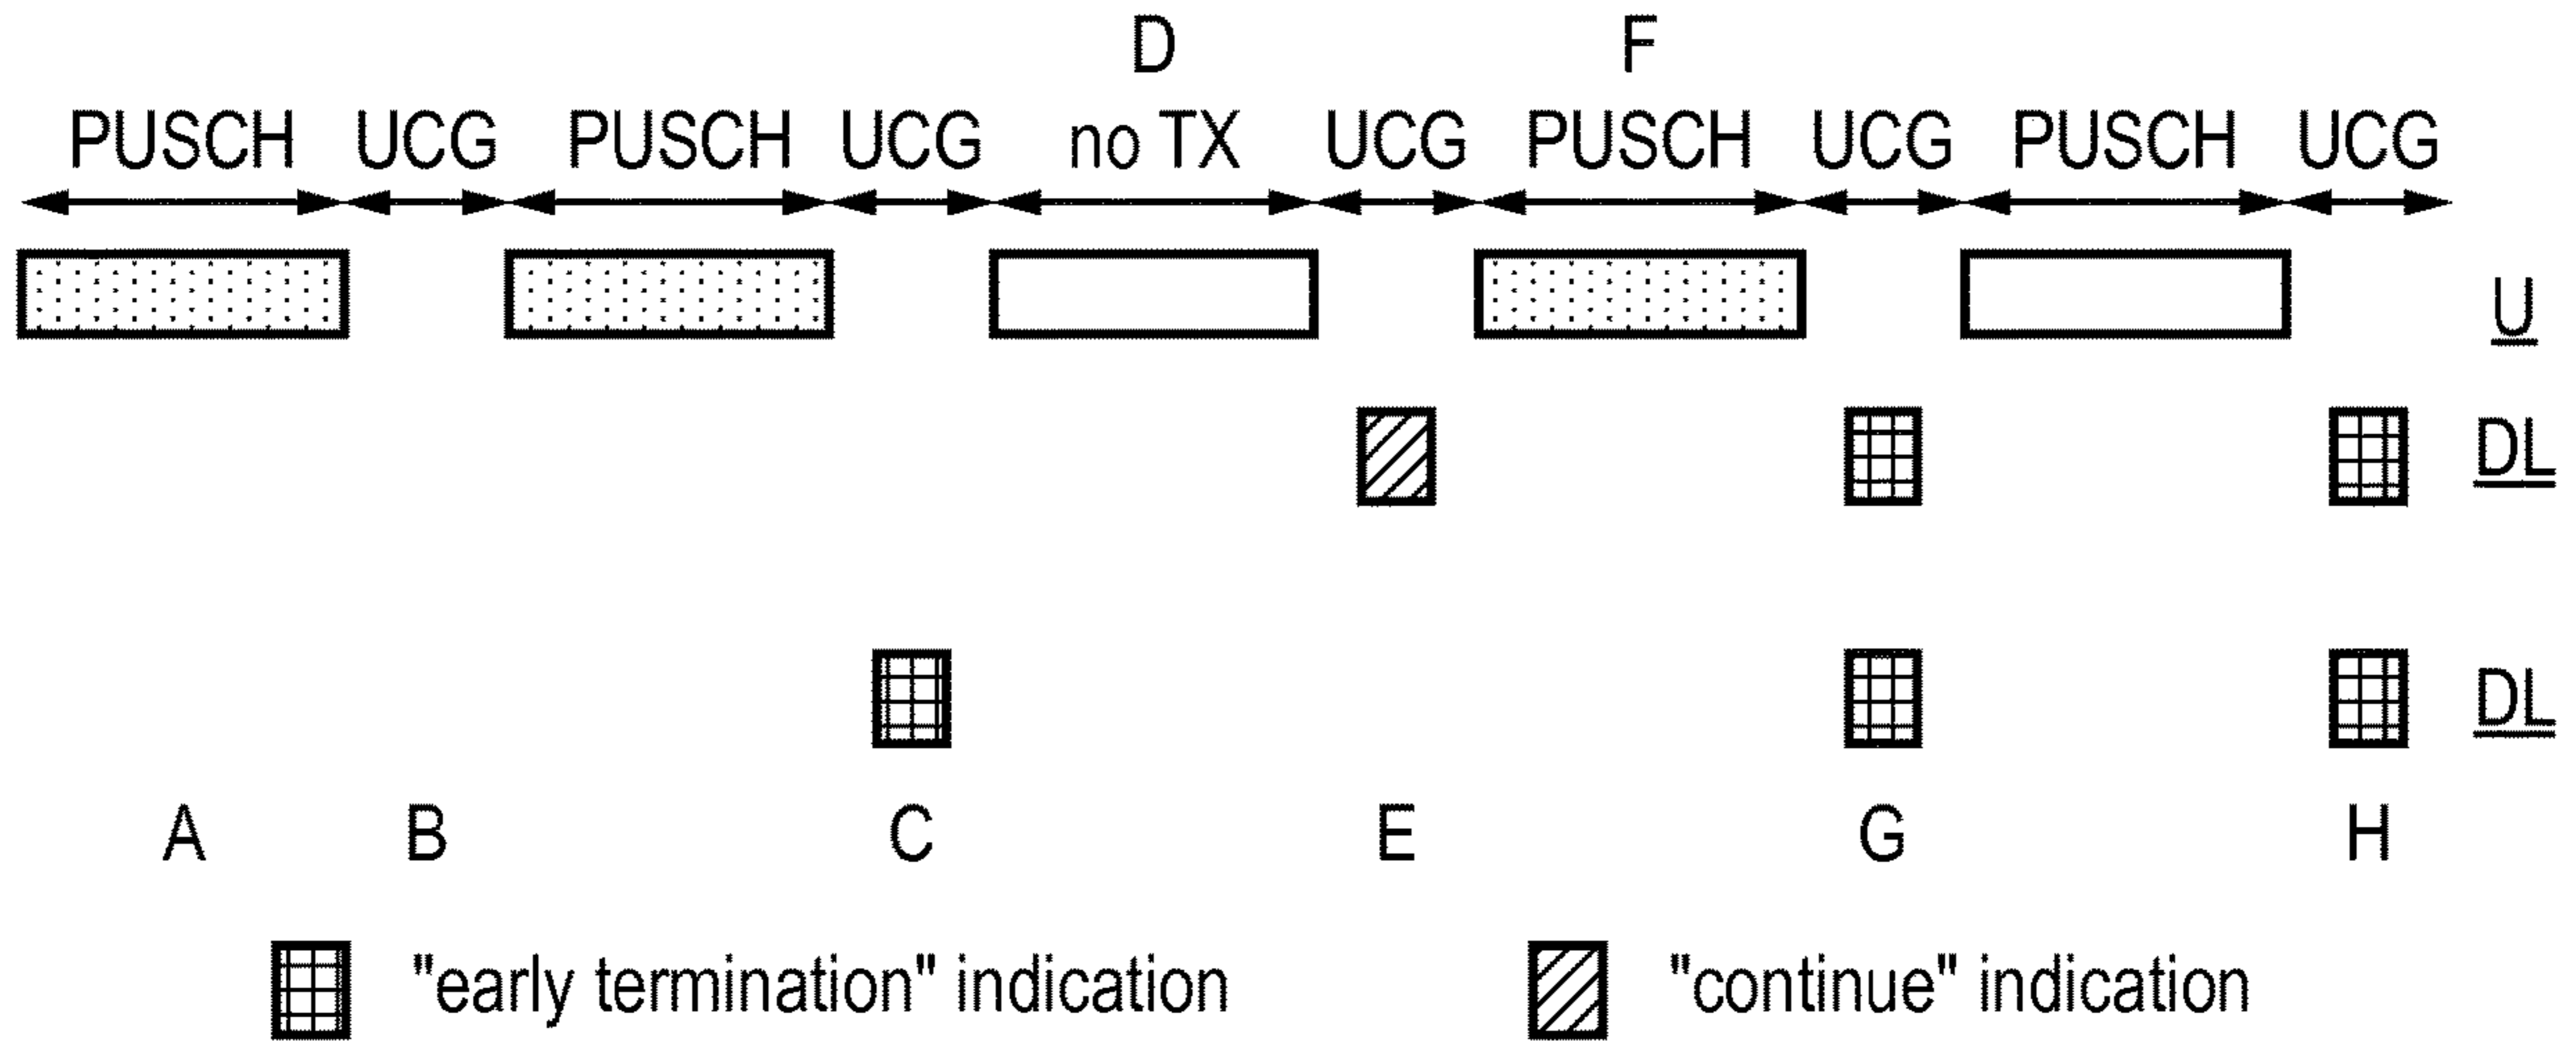 D F
PUSCH UCG PUSCH UCG no TX UCG PUSCH UCG PUSCH UCG
U
DL
DL
A B C E G H
"early termination" indication "continue" indication